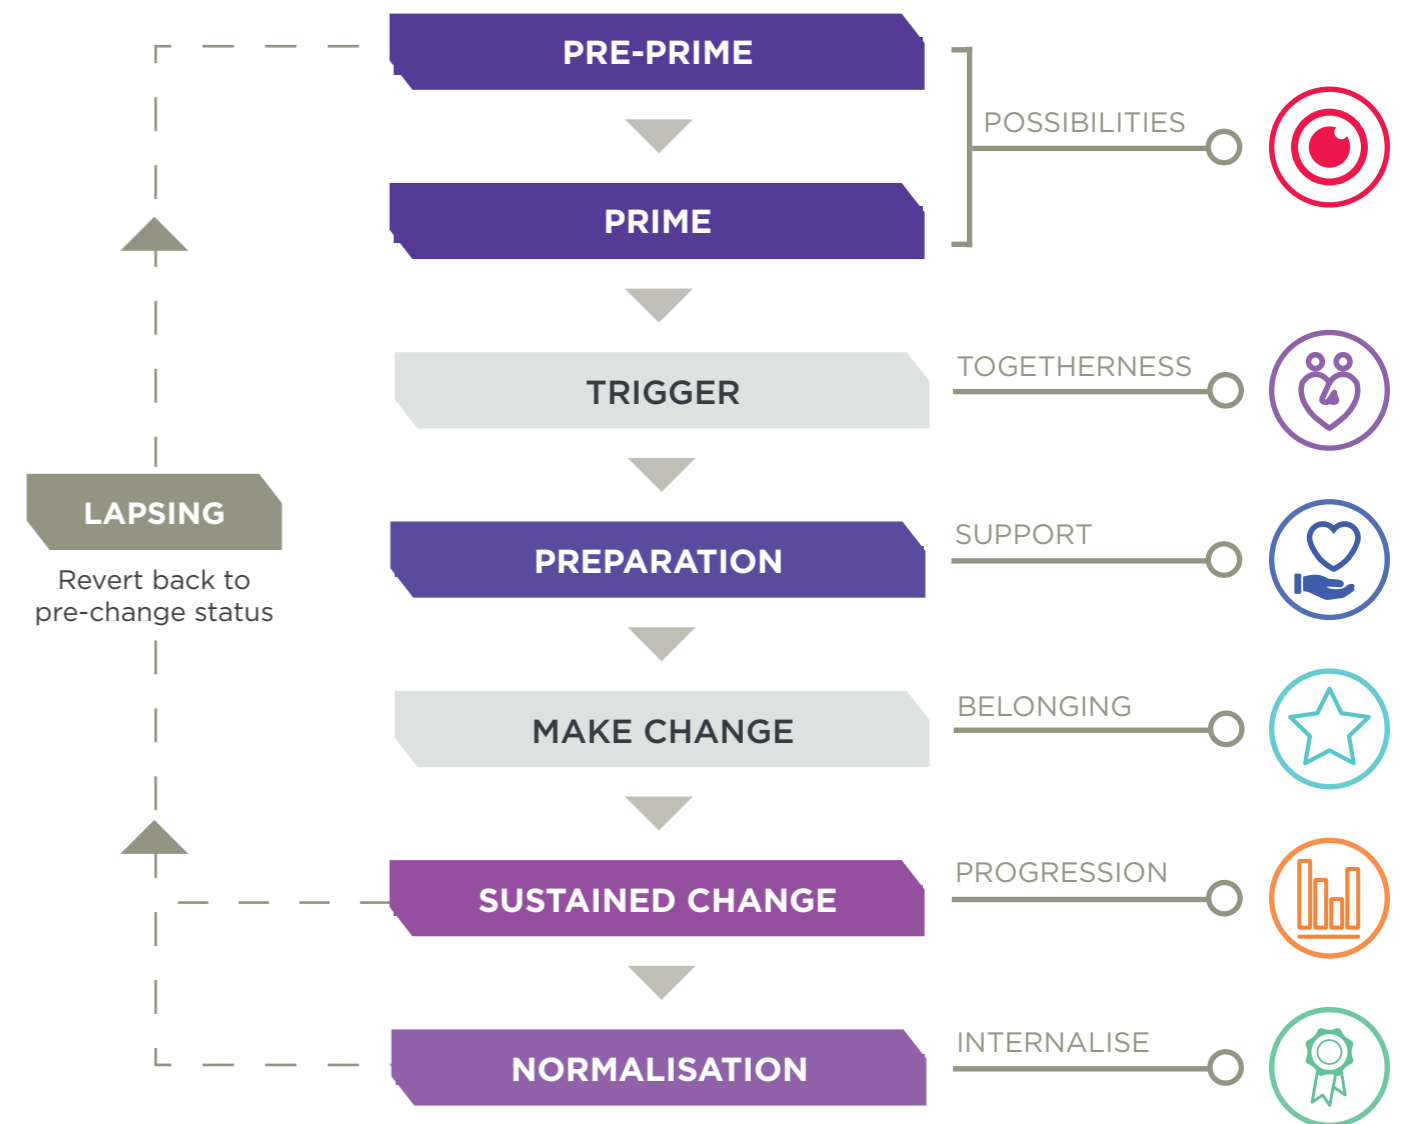 PRE-PRIME
POSSIBILITIES
PRIME
TRIGGER
TOGETHERNESS
LAPSING
Revert back to
pre-change status
PREPARATION
SUPPORT
MAKE CHANGE
BELONGING
SUSTAINED CHANGE
PROGRESSION
NORMALISATION
INTERNALISE